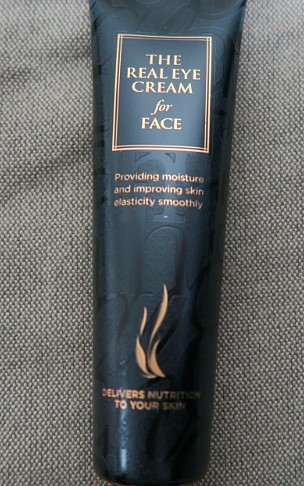 THE
REAL EYE
CREAM
for
FACE
Providing moisture
and improving skin
elasticity smoothly
DELIVERS NUTRITION
TO YOUR SKIN